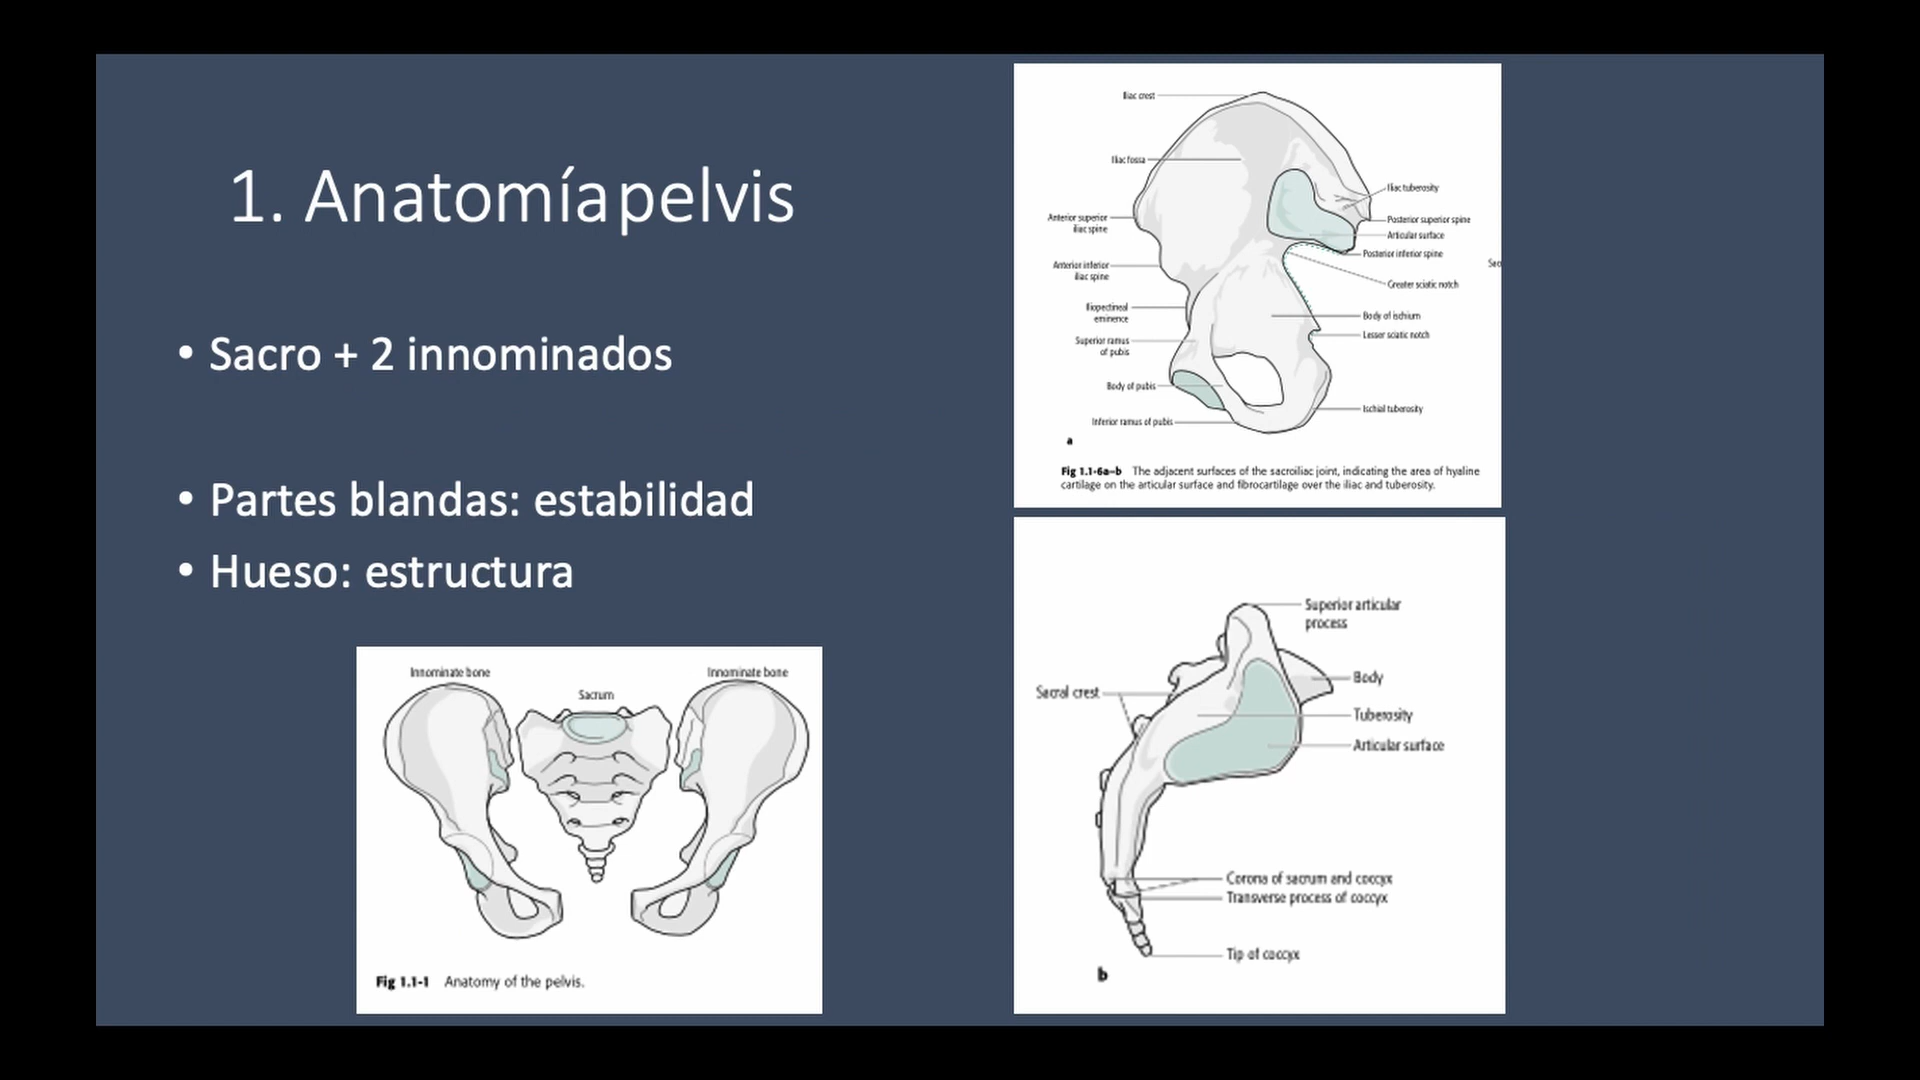 1. Anatomía pelvis
• Sacro + 2 innominados
• Partes blandas: estabilidad
• Hueso: estructura
Innominate bone
Innominate bone
Sacrum
Fig 1.1-1 Anatomy of the pelvis.
Iliac crest
Iliac fossa
Iliac tuberosity
Anterior superior
iliac spine
Posterior superior spine
Articular surface
Posterior inferior spine
Anterior inferior
iliac spine
Greater sciatic notch
Iliopectineal
eminence
Body of ischium
Lesser sciatic notch
Superior ramus
of pubis
Body of pubis
Ischial tuberosity
Inferior ramus of pubis
a
Fig 1.1-6a–b The adjacent surfaces of the sacroiliac joint, indicating the area of hyaline
cartilage on the articular surface and fibrocartilage over the iliac and tuberosity.
Superior articular
process
Body
Sacral crest
Tuberosity
Articular surface
Corona of sacrum and coccyx
Transverse process of coccyx
Tip of coccyx
b